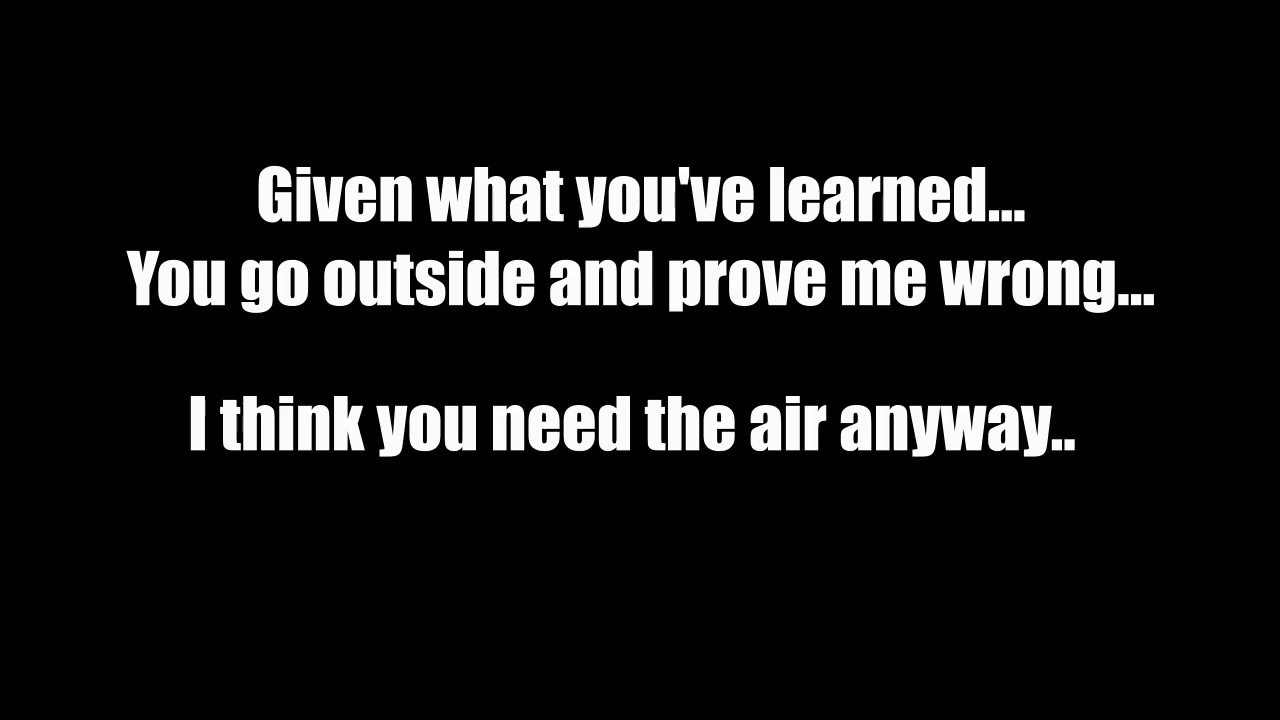 Given what you've learned...
You go outside and prove me wrong...
I think you need the air anyway..